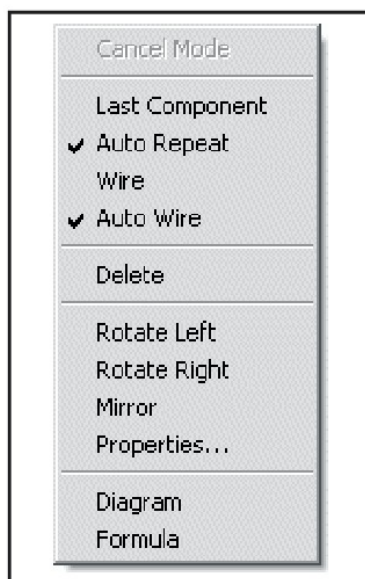 Cancel Mode
Last Component
Auto Repeat
Wire
Auto Wire
Delete
Rotate Left
Rotate Right
Mirror
Properties...
Diagram
Formula